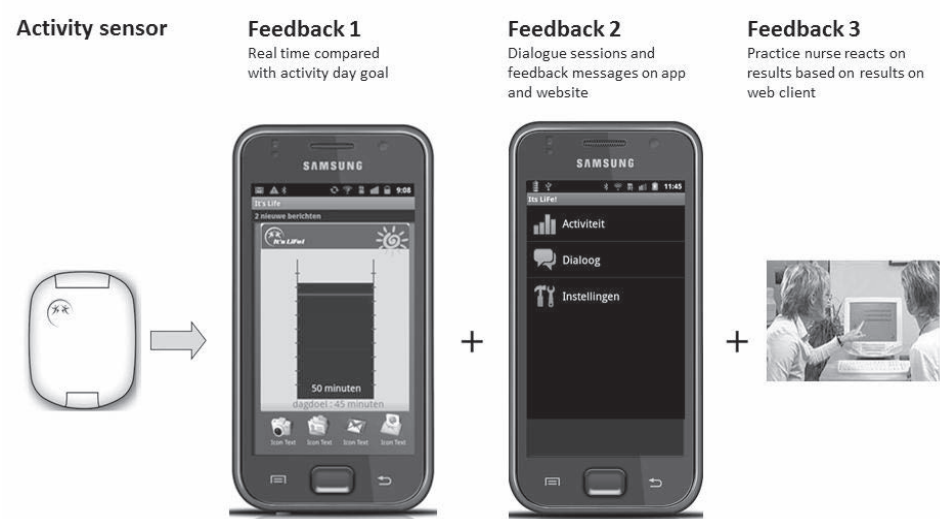 Activity sensor
Feedback 1
Real time compared
with activity day goal
Feedback 2
Dialogue sessions and
feedback messages on app
and website
Feedback 3
Practice nurse reacts on
results based on results on
web client
SAMSUNG
9:08
It's Life
2 nieuwe berichten
It's LiFe!
50 minuten
dagdoel : 45 minuten
Icon Text
Icon Text
Icon Text
Icon Text
+
SAMSUNG
11:45
Its LiFe!
Activiteit
Dialoog
Instellingen
+